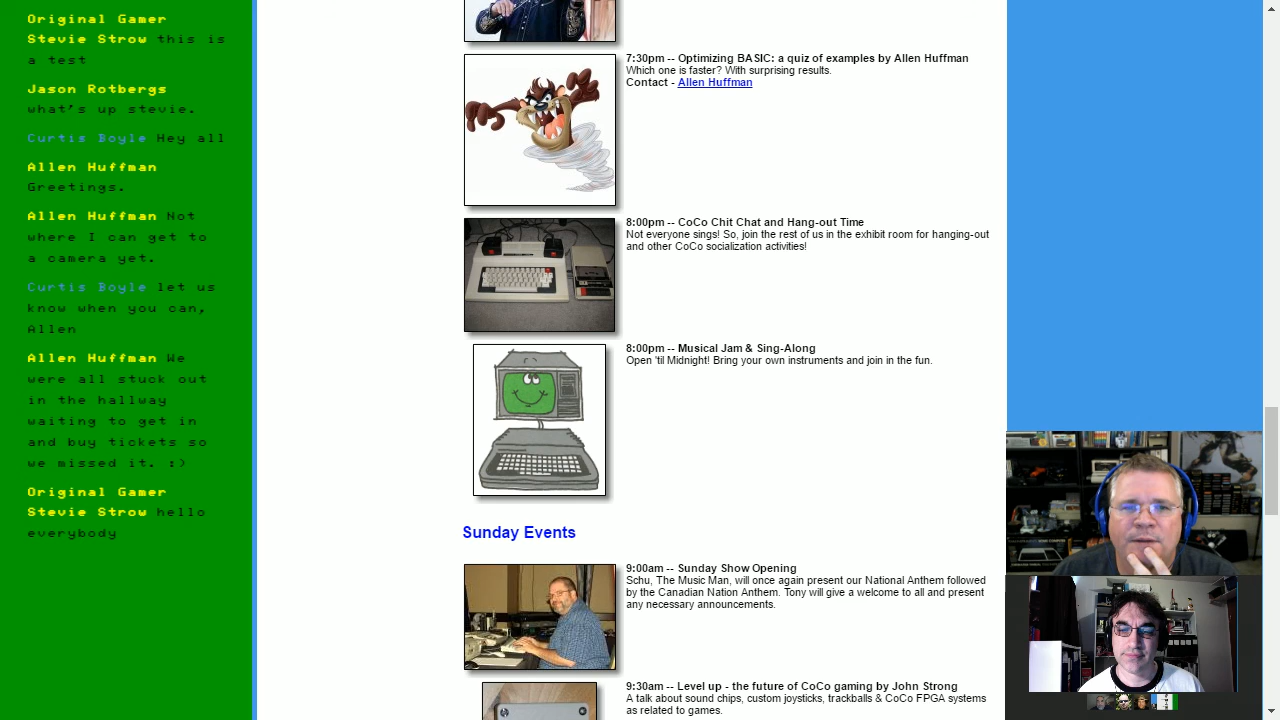 Original Gamer
Stevie Strow this is
a test
Jason Rotbergs
what's up stevie.
Curtis Boyle Hey all
Allen Huffman
Greetings.
Allen Huffman Not
where I can get to
a camera yet.
Curtis Boyle let us
know when you can,
Allen
Allen Huffman We
were all stuck out
in the hallway
waiting to get in
and buy tickets so
we missed it. :)
Original Gamer
Stevie Strow hello
everybody
7:30pm -- Optimizing BASIC: a quiz of examples by Allen Huffman
Which one is faster? With surprising results.
Contact - Allen Huffman
8:00pm -- CoCo Chit Chat and Hang-out Time
Not everyone sings! So, join the rest of us in the exhibit room for hanging-out
and other CoCo socialization activities!
8:00pm -- Musical Jam & Sing-Along
Open 'til Midnight! Bring your own instruments and join in the fun.
Sunday Events
9:00am -- Sunday Show Opening
Schu, The Music Man, will once again present our National Anthem followed
by the Canadian Nation Anthem. Tony will give a welcome to all and present
any necessary announcements.
9:30am -- Level up - the future of CoCo gaming by John Strong
A talk about sound chips, custom joysticks, trackballs & CoCo FPGA systems
as related to games.